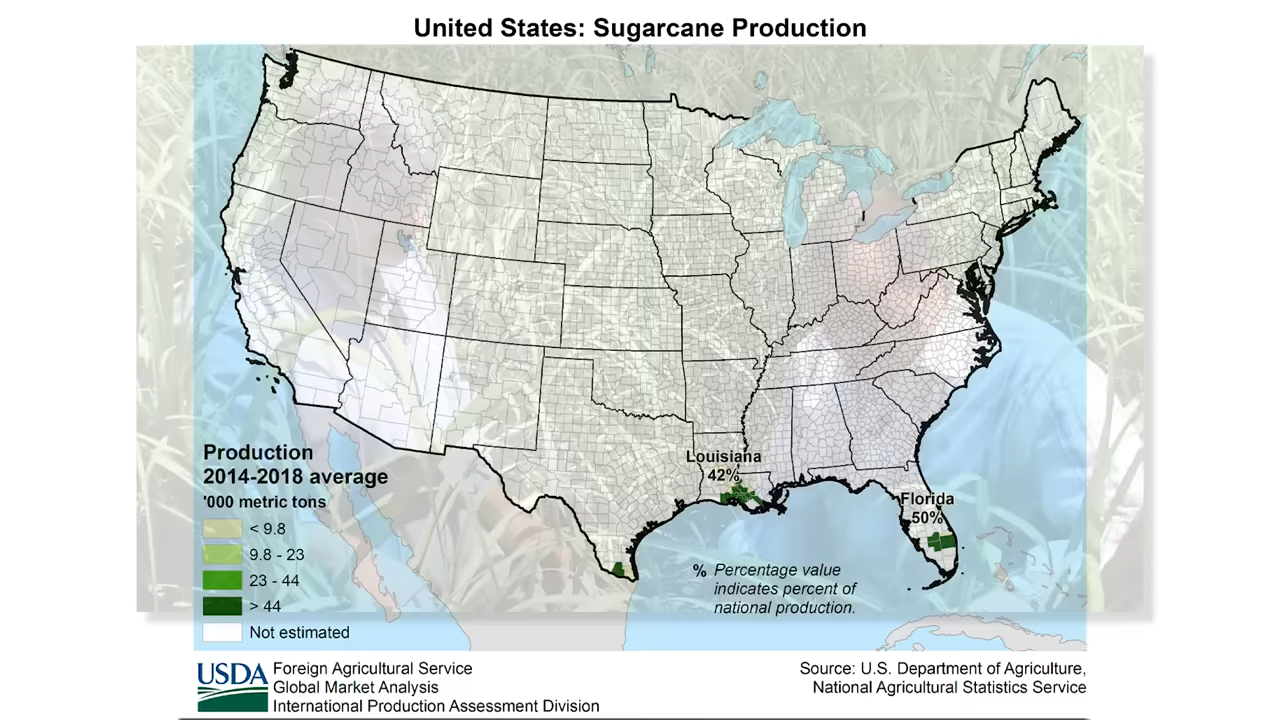 United States: Sugarcane Production
Louisiana
42%
Florida
50%
Production
2014-2018 average
'000 metric tons
< 9.8
9.8 - 23
23 - 44
> 44
Not estimated
% Percentage value
indicates percent of
national production.
USDA
Foreign Agricultural Service
Global Market Analysis
International Production Assessment Division
Source: U.S. Department of Agriculture,
National Agricultural Statistics Service